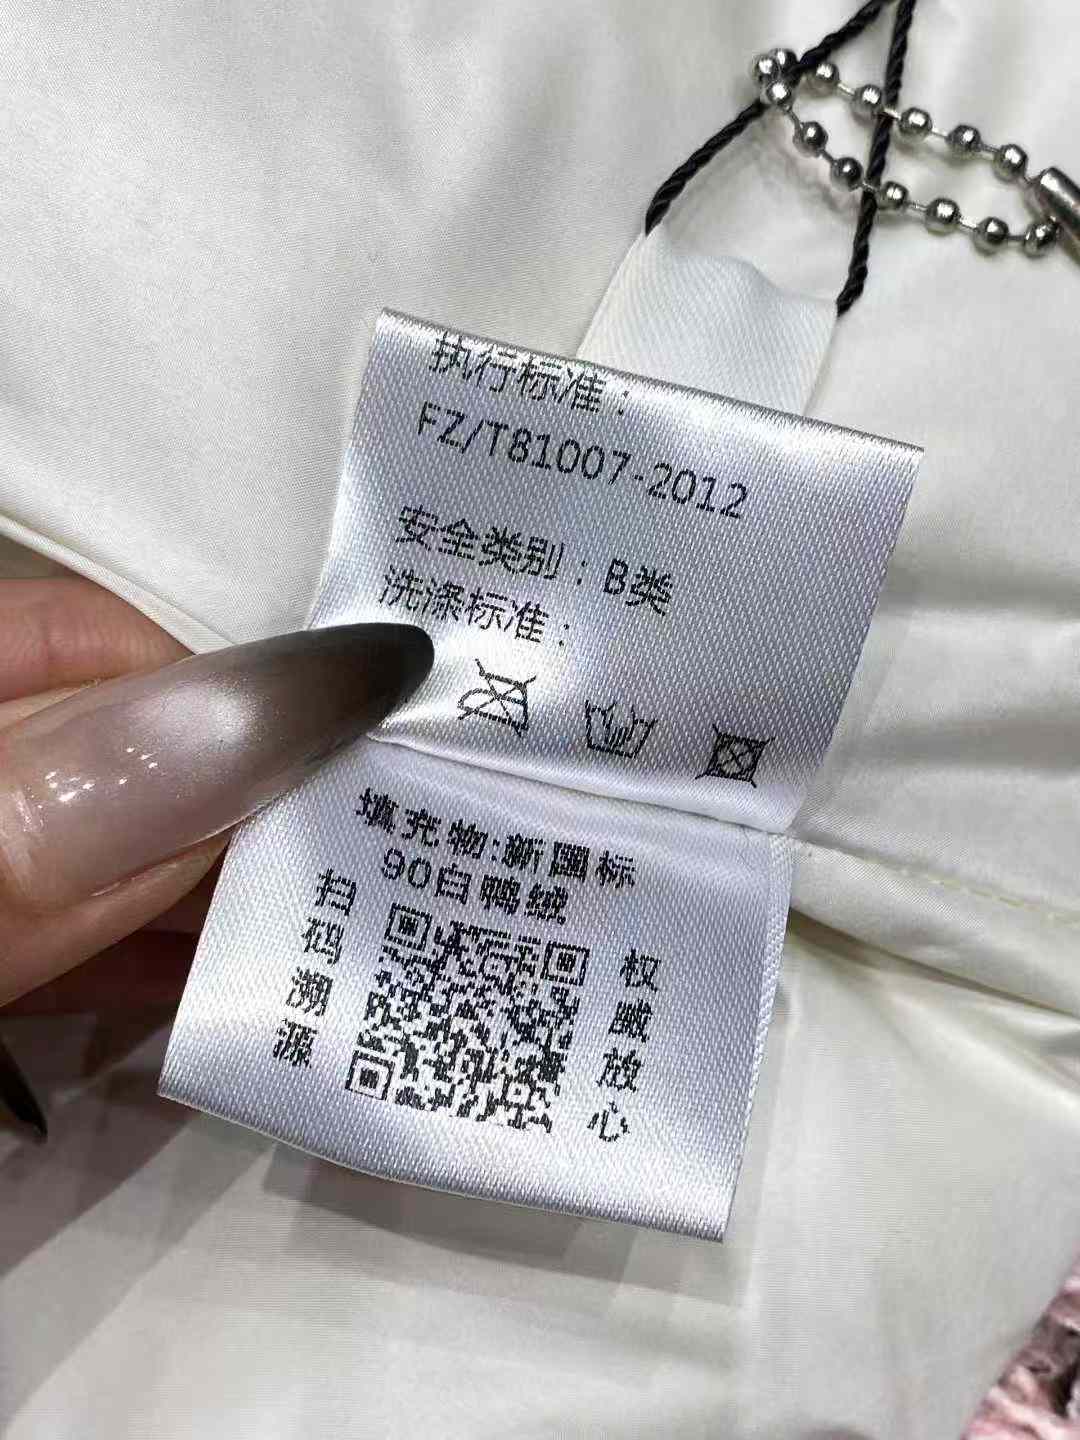 执行标准：
FZ/T81007-2012
安全类别：B类
洗涤标准：
填充物:新国标
90白鸭绒
扫码溯源
权威放心